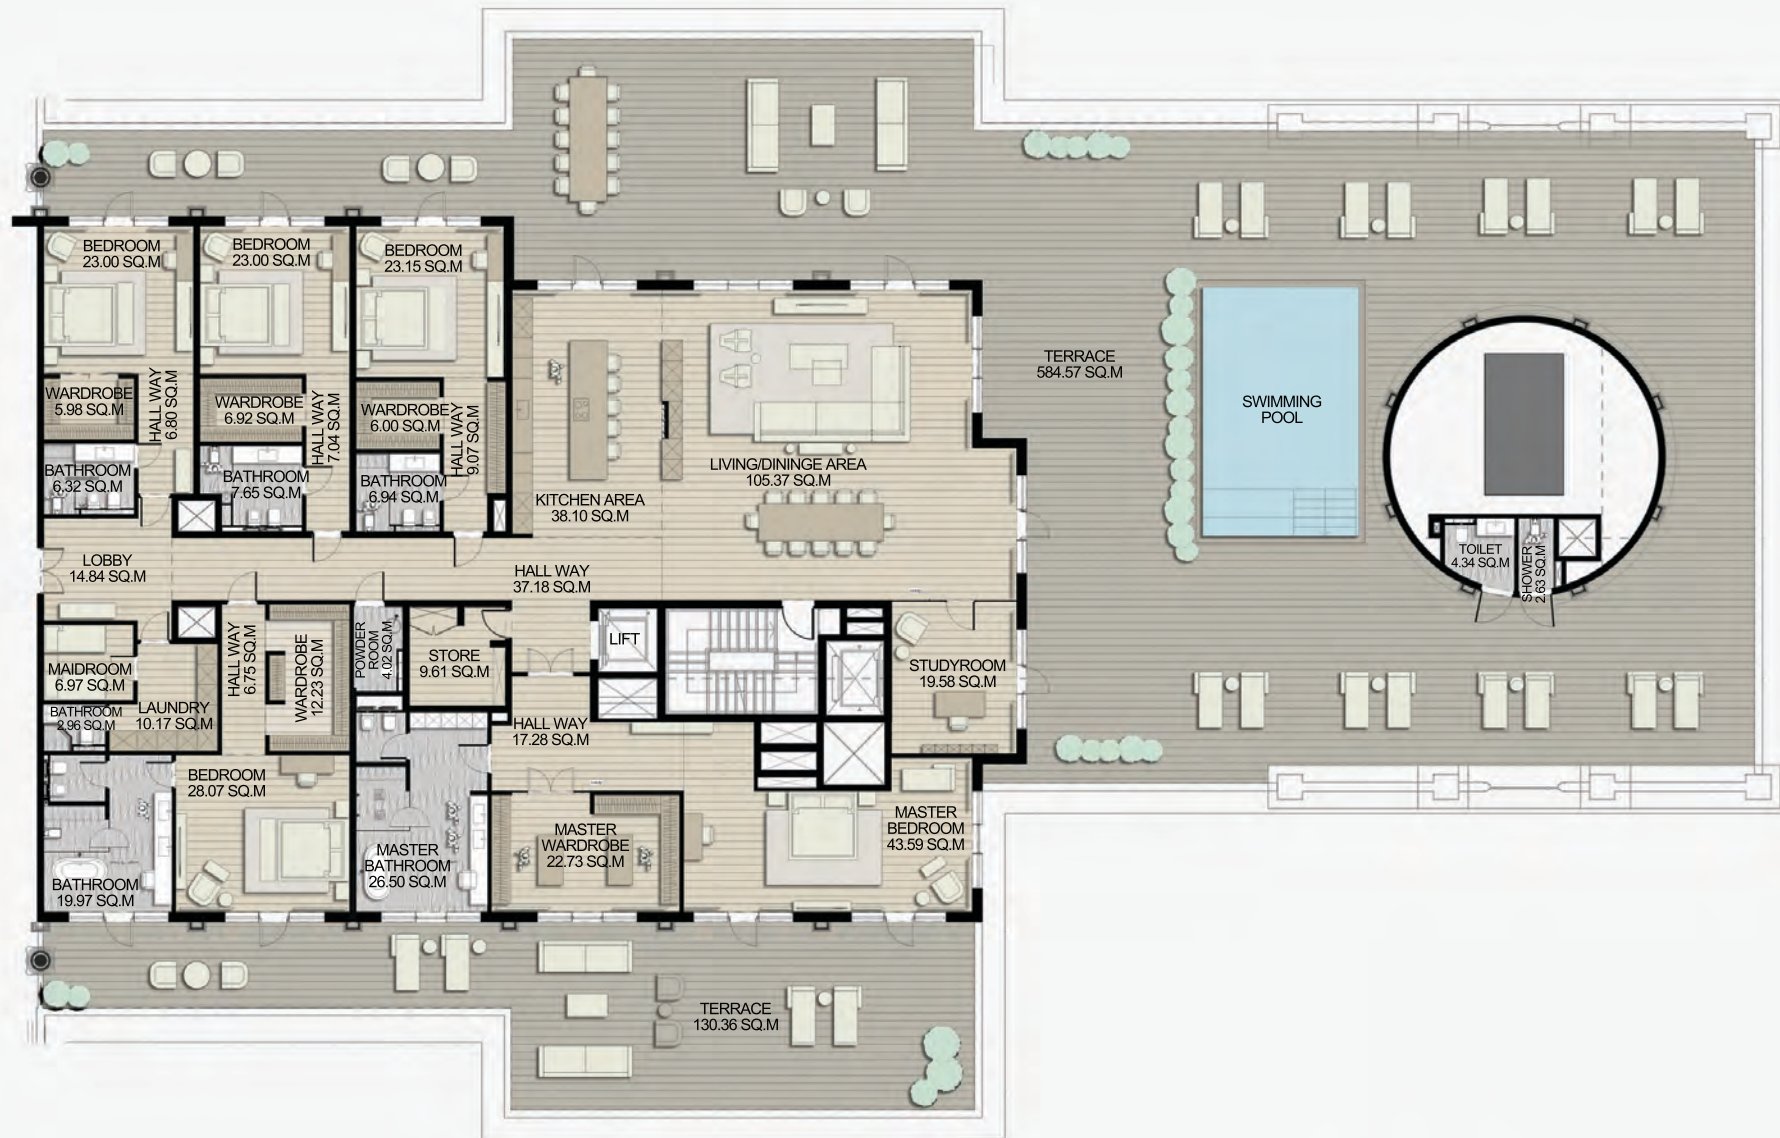 BEDROOM
23.00 SQ.M
BEDROOM
23.00 SQ.M
BEDROOM
23.15 SQ.M
WARDROBE
5.98 SQ.M
HALL WAY
6.80 SQ.M
WARDROBE
6.92 SQ.M
HALL WAY
7.04 SQ.M
WARDROBE
6.00 SQ.M
HALL WAY
9.07 SQ.M
BATHROOM
6.32 SQ.M
BATHROOM
7.65 SQ.M
BATHROOM
6.94 SQ.M
KITCHEN AREA
38.10 SQ.M
LIVING/DININGE AREA
105.37 SQ.M
TERRACE
584.57 SQ.M
SWIMMING
POOL
TOILET
4.34 SQ.M
SHOWER
2.63 SQ.M
LOBBY
14.84 SQ.M
HALL WAY
37.18 SQ.M
MAIDROOM
6.97 SQ.M
BATHROOM
2.96 SQ.M
LAUNDRY
10.17 SQ.M
HALL WAY
6.75 SQ.M
WARDROBE
12.23 SQ.M
POWDER
ROOM
4.02 SQ.M
STORE
9.61 SQ.M
LIFT
HALL WAY
17.28 SQ.M
STUDYROOM
19.58 SQ.M
BEDROOM
28.07 SQ.M
BATHROOM
19.97 SQ.M
MASTER
BATHROOM
26.50 SQ.M
MASTER
WARDROBE
22.73 SQ.M
MASTER
BEDROOM
43.59 SQ.M
TERRACE
130.36 SQ.M